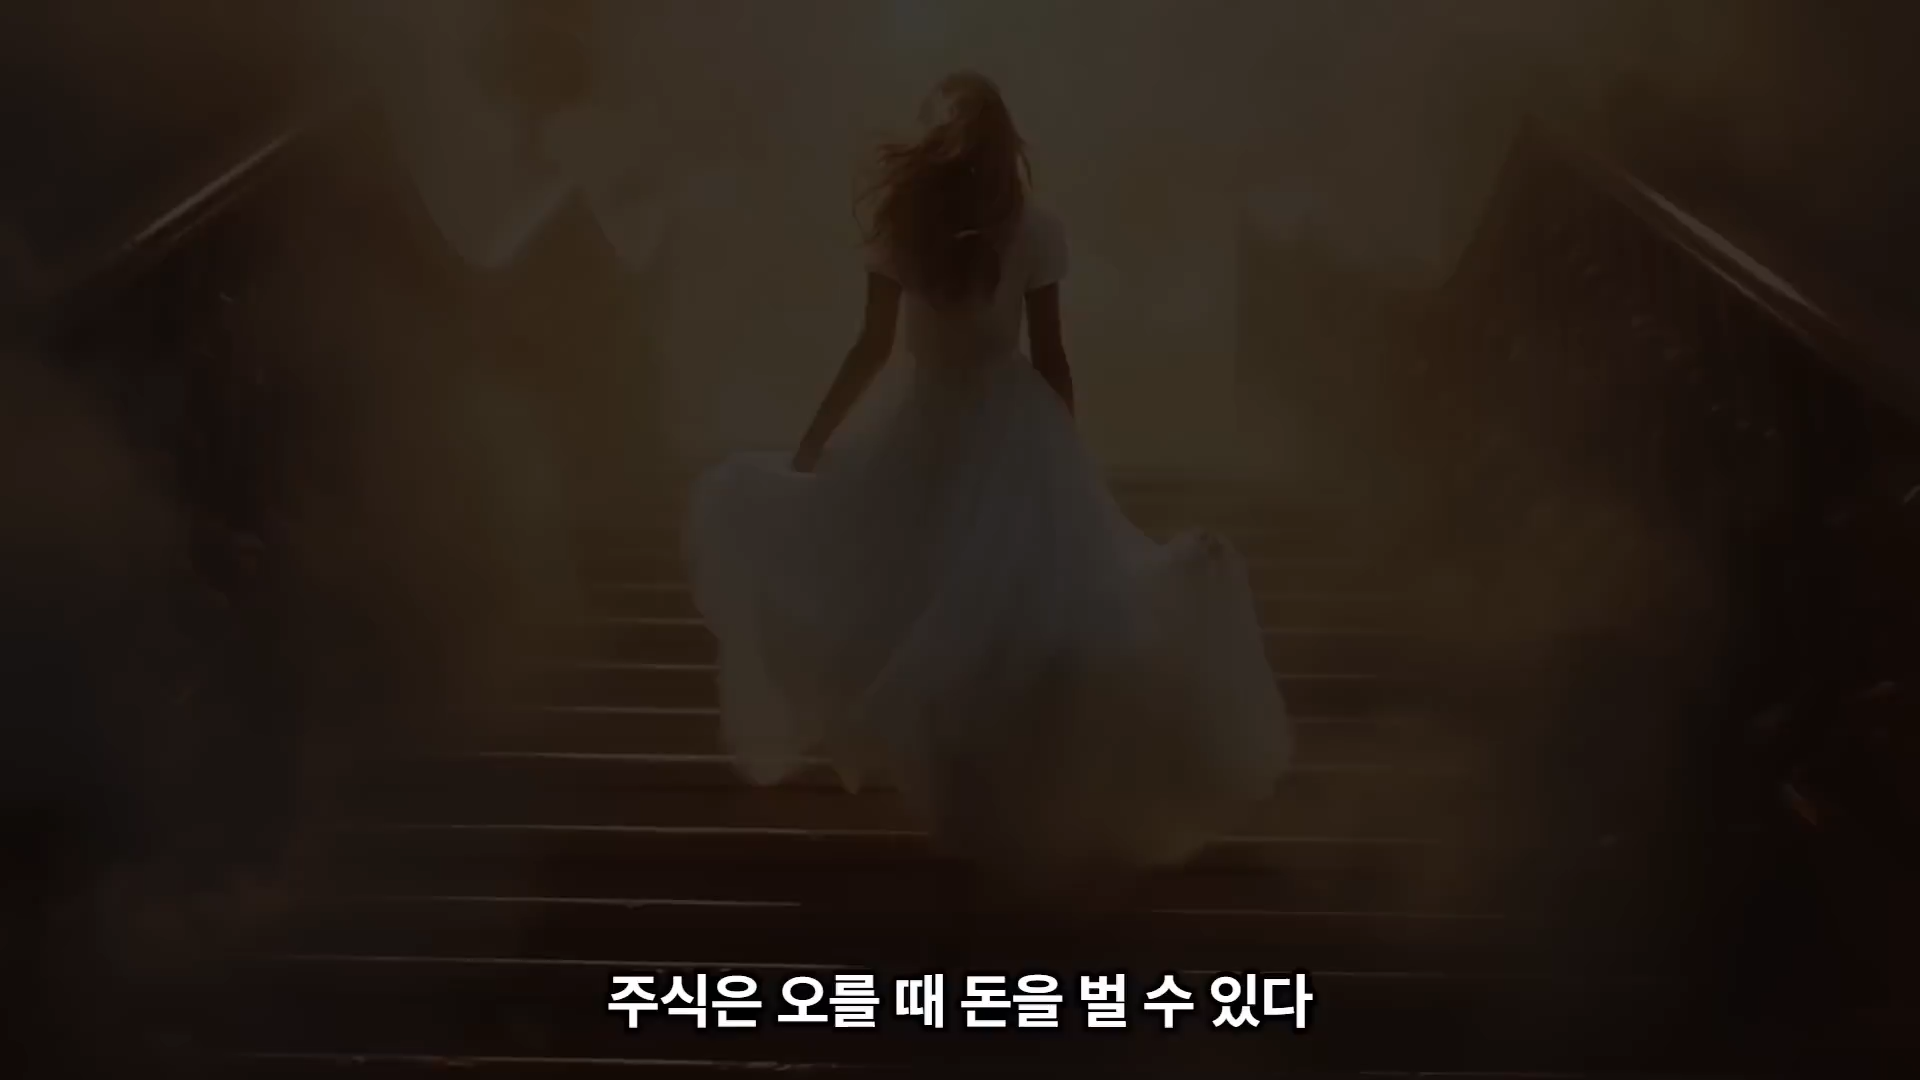 주식은 오를 때 돈을 벌 수 있다